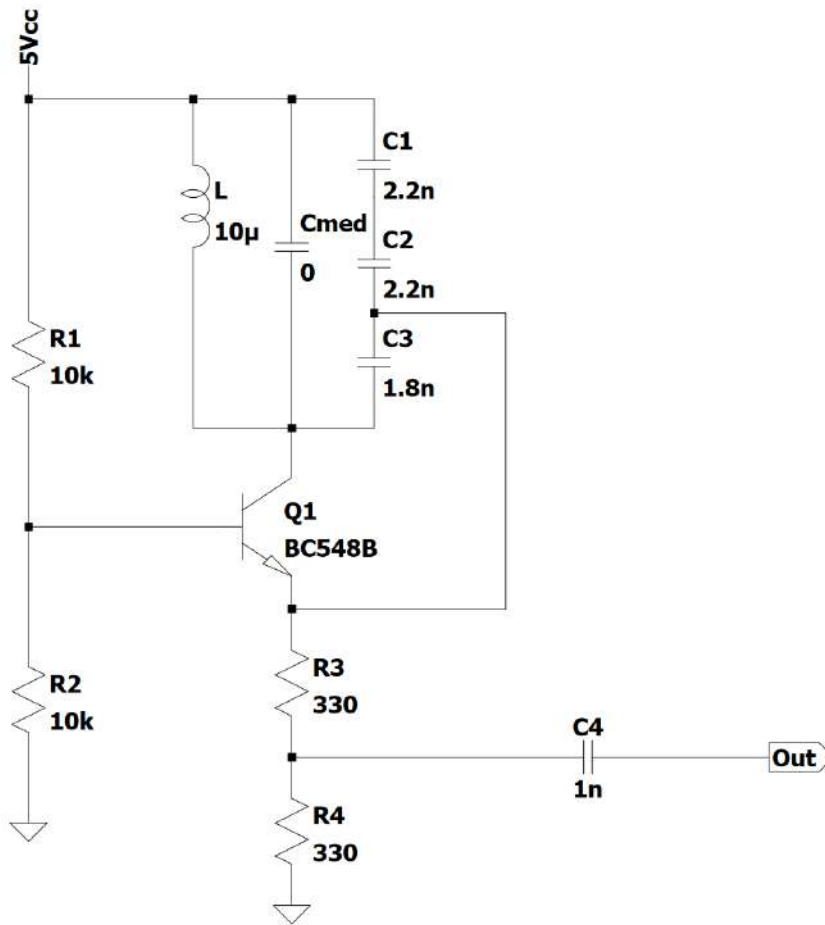 5Vcc
C1
2.2n
L
10µ
Cmed
0
C2
2.2n
C3
1.8n
R1
10k
Q1
BC548B
R2
10k
R3
330
C4
1n
Out
R4
330